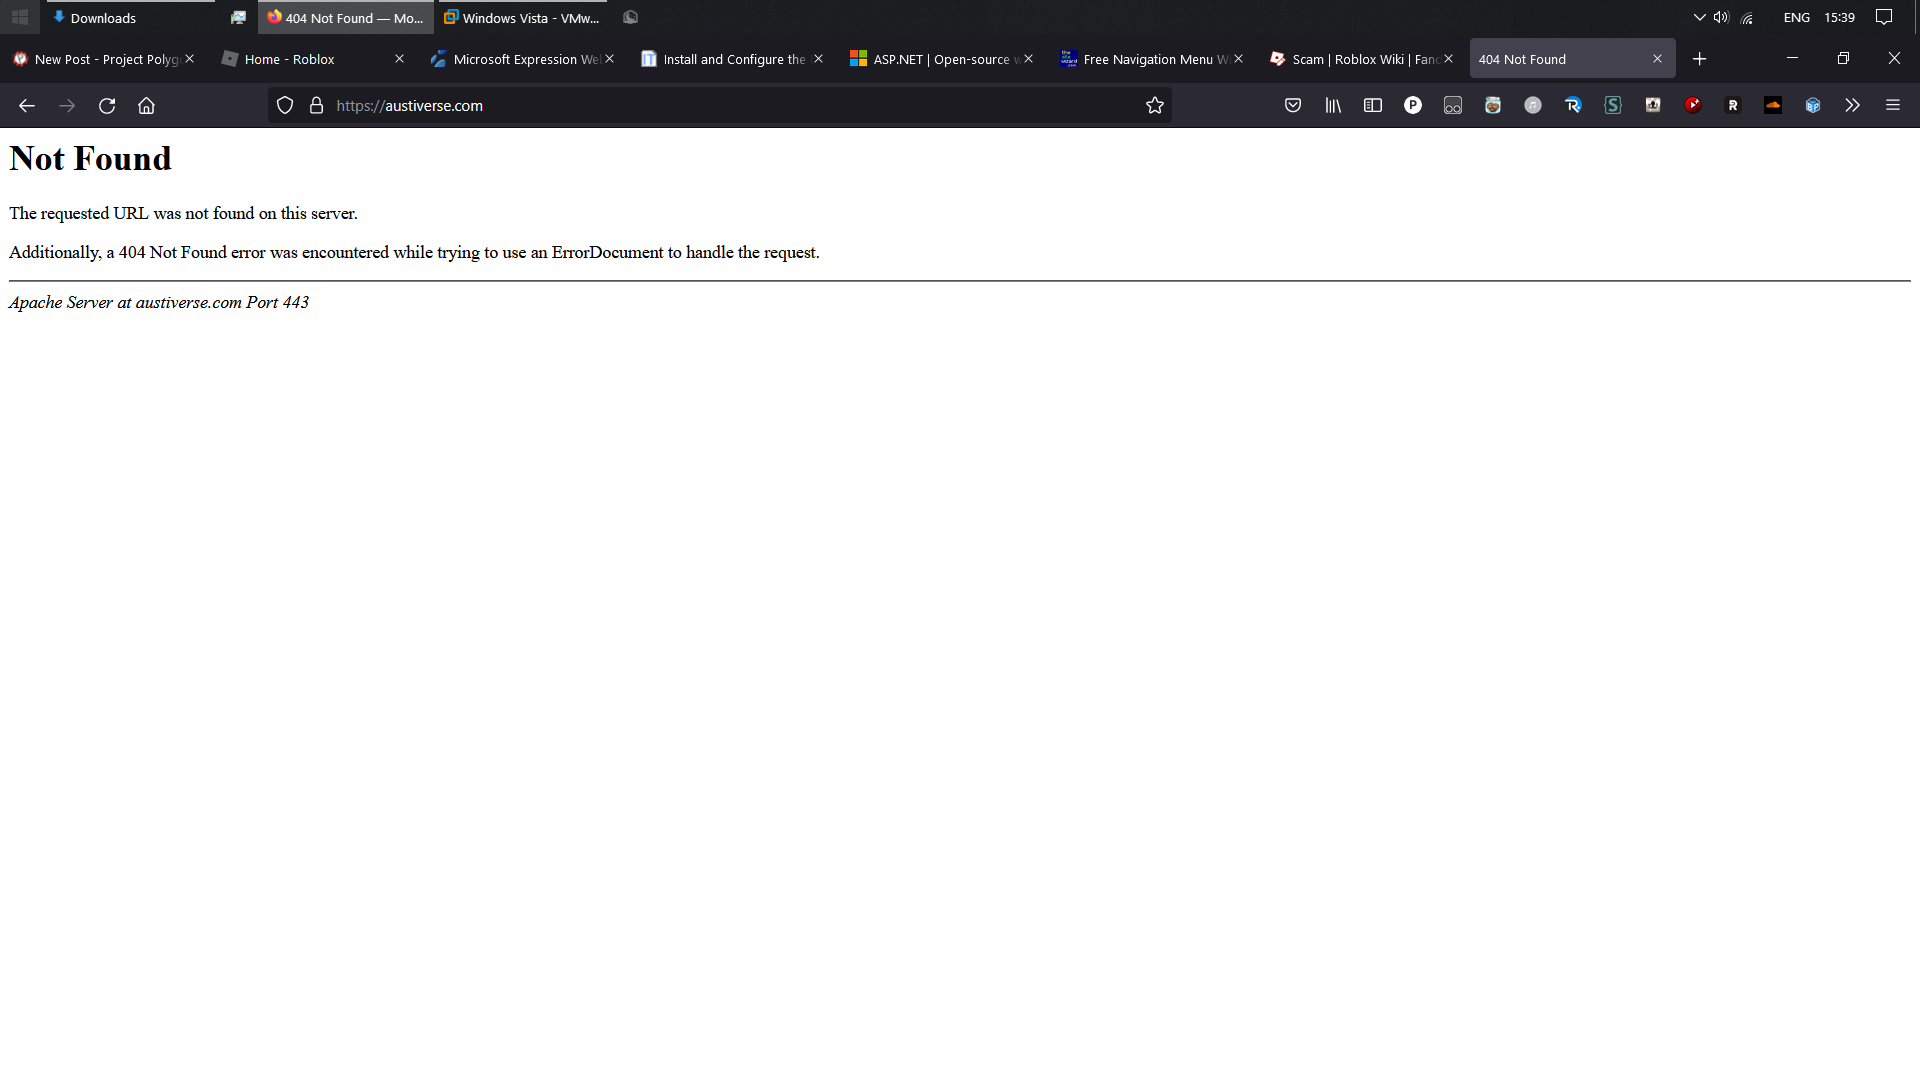 Downloads
404 Not Found — Mo...
Windows Vista - VMw...
ENG
15:39
New Post - Project Polyg
Home - Roblox
Microsoft Expression We
Install and Configure the
ASP.NET | Open-source w
Free Navigation Menu Wi
Scam | Roblox Wiki | Fand
404 Not Found
https://austiverse.com
Not Found
The requested URL was not found on this server.
Additionally, a 404 Not Found error was encountered while trying to use an ErrorDocument to handle the request.
Apache Server at austiverse.com Port 443